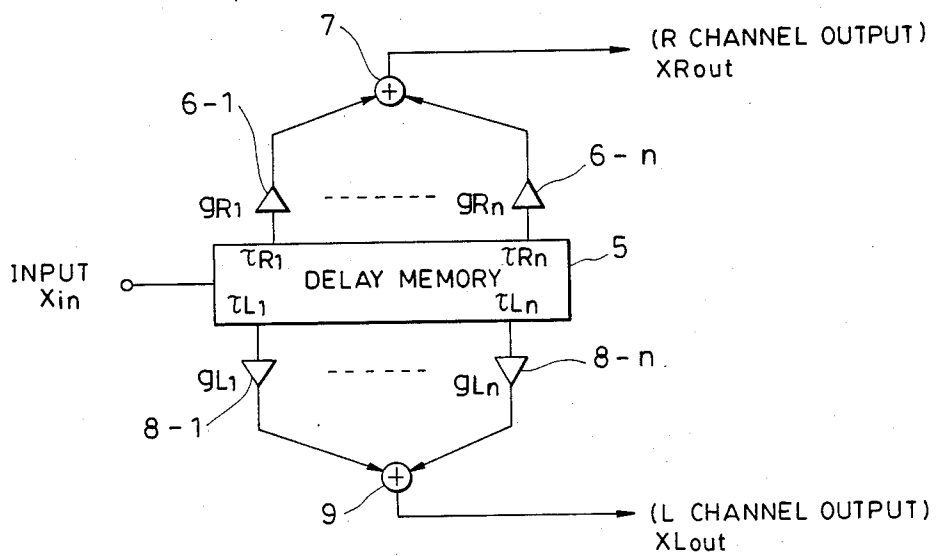 7
(R CHANNEL OUTPUT)
XRout
6-1
6-n
gR1
gRn
τR1
τRn
5
INPUT
Xin
DELAY MEMORY
τL1
τLn
gL1
gLn
8-n
8-1
9
(L CHANNEL OUTPUT)
XLout